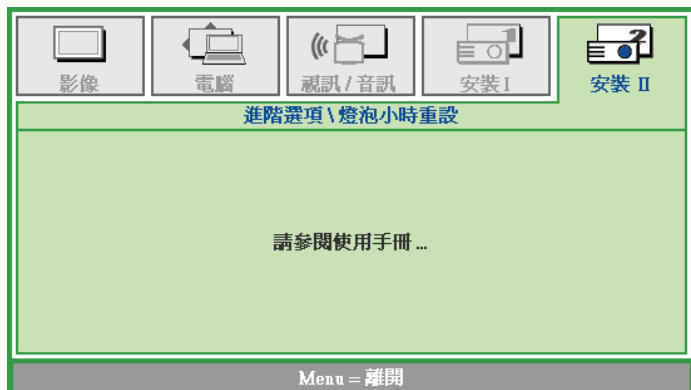 影像
電腦
視訊 / 音訊
安裝 I
安裝 II
進階選項 \ 燈泡小時重設
請參閱使用手冊 ...
Menu = 離開